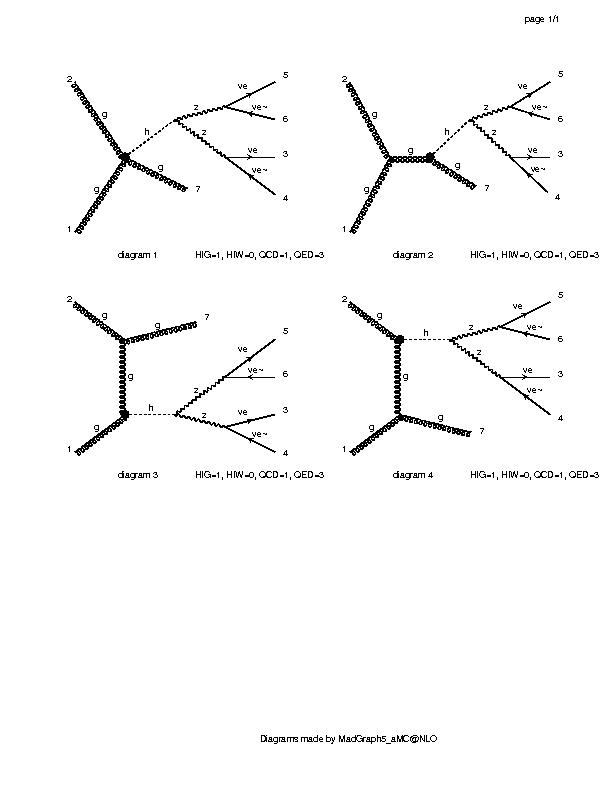 page 1/1
2 g g 1 h z z g 7 ve ve~ ve ve~ 5 6 3 4
diagram 1 HIG=1, HIW=0, QCD=1, QED=3
2 g g 1 g h g 7 z z ve ve~ ve ve~ 5 6 3 4
diagram 2 HIG=1, HIW=0, QCD=1, QED=3
2 g g 7 g g 1 h z z ve ve~ ve ve~ 5 6 3 4
diagram 3 HIG=1, HIW=0, QCD=1, QED=3
2 g g g 1 h z z g 7 ve ve~ ve ve~ 5 6 3 4
diagram 4 HIG=1, HIW=0, QCD=1, QED=3
Diagrams made by MadGraph5_aMC@NLO